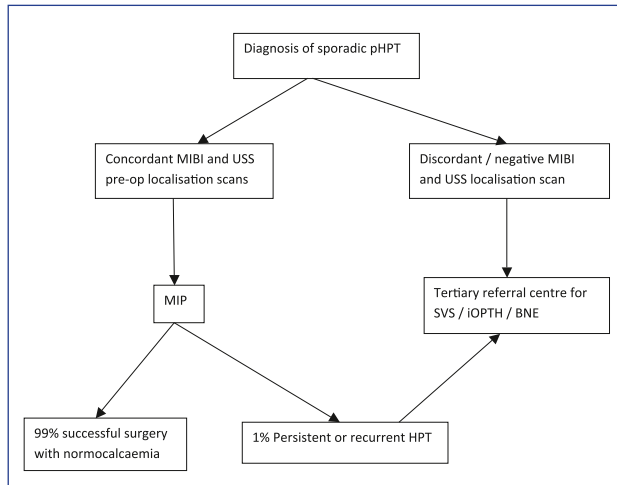 Diagnosis of sporadic pHPT
Concordant MIBI and USS
pre-op localisation scans
Discordant / negative MIBI
and USS localisation scan
MIP
Tertiary referral centre for
SVS / iOPTH / BNE
99% successful surgery
with normocalcaemia
1% Persistent or recurrent HPT